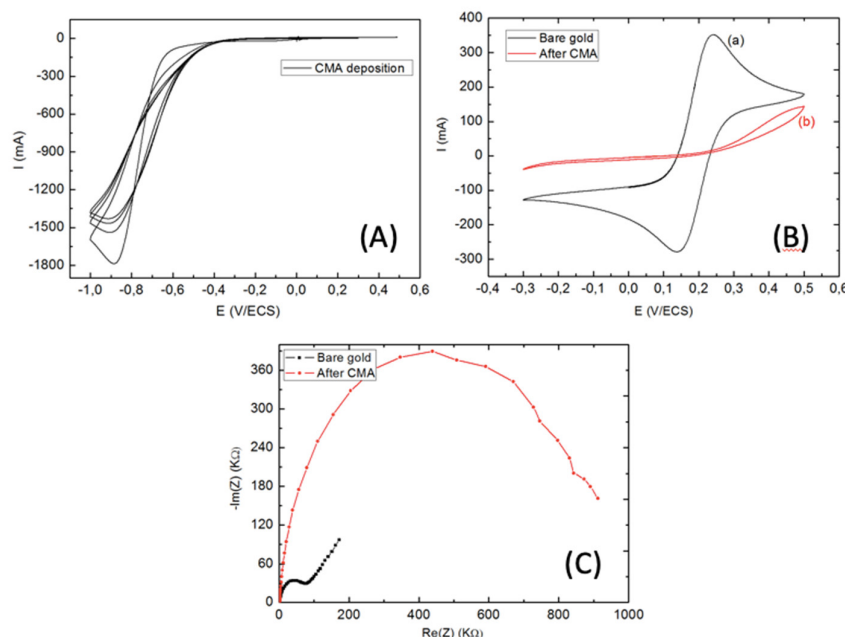 0
-300
-600
-900
-1200
-1500
-1800
I (mA)
CMA deposition
(A)
-1,0 -0,8 -0,6 -0,4 -0,2 0,0 0,2 0,4 0,6
E (V/ECS)
400
300
200
100
0
-100
-200
-300
I (mA)
Bare gold
After CMA
(a)
(b)
(B)
-0,4 -0,3 -0,2 -0,1 0,0 0,1 0,2 0,3 0,4 0,5 0,6
E (V/ECS)
360
270
180
90
0
-Im(Z) (KΩ)
Bare gold
After CMA
(C)
0 200 400 600 800 1000
Re(Z) (KΩ)